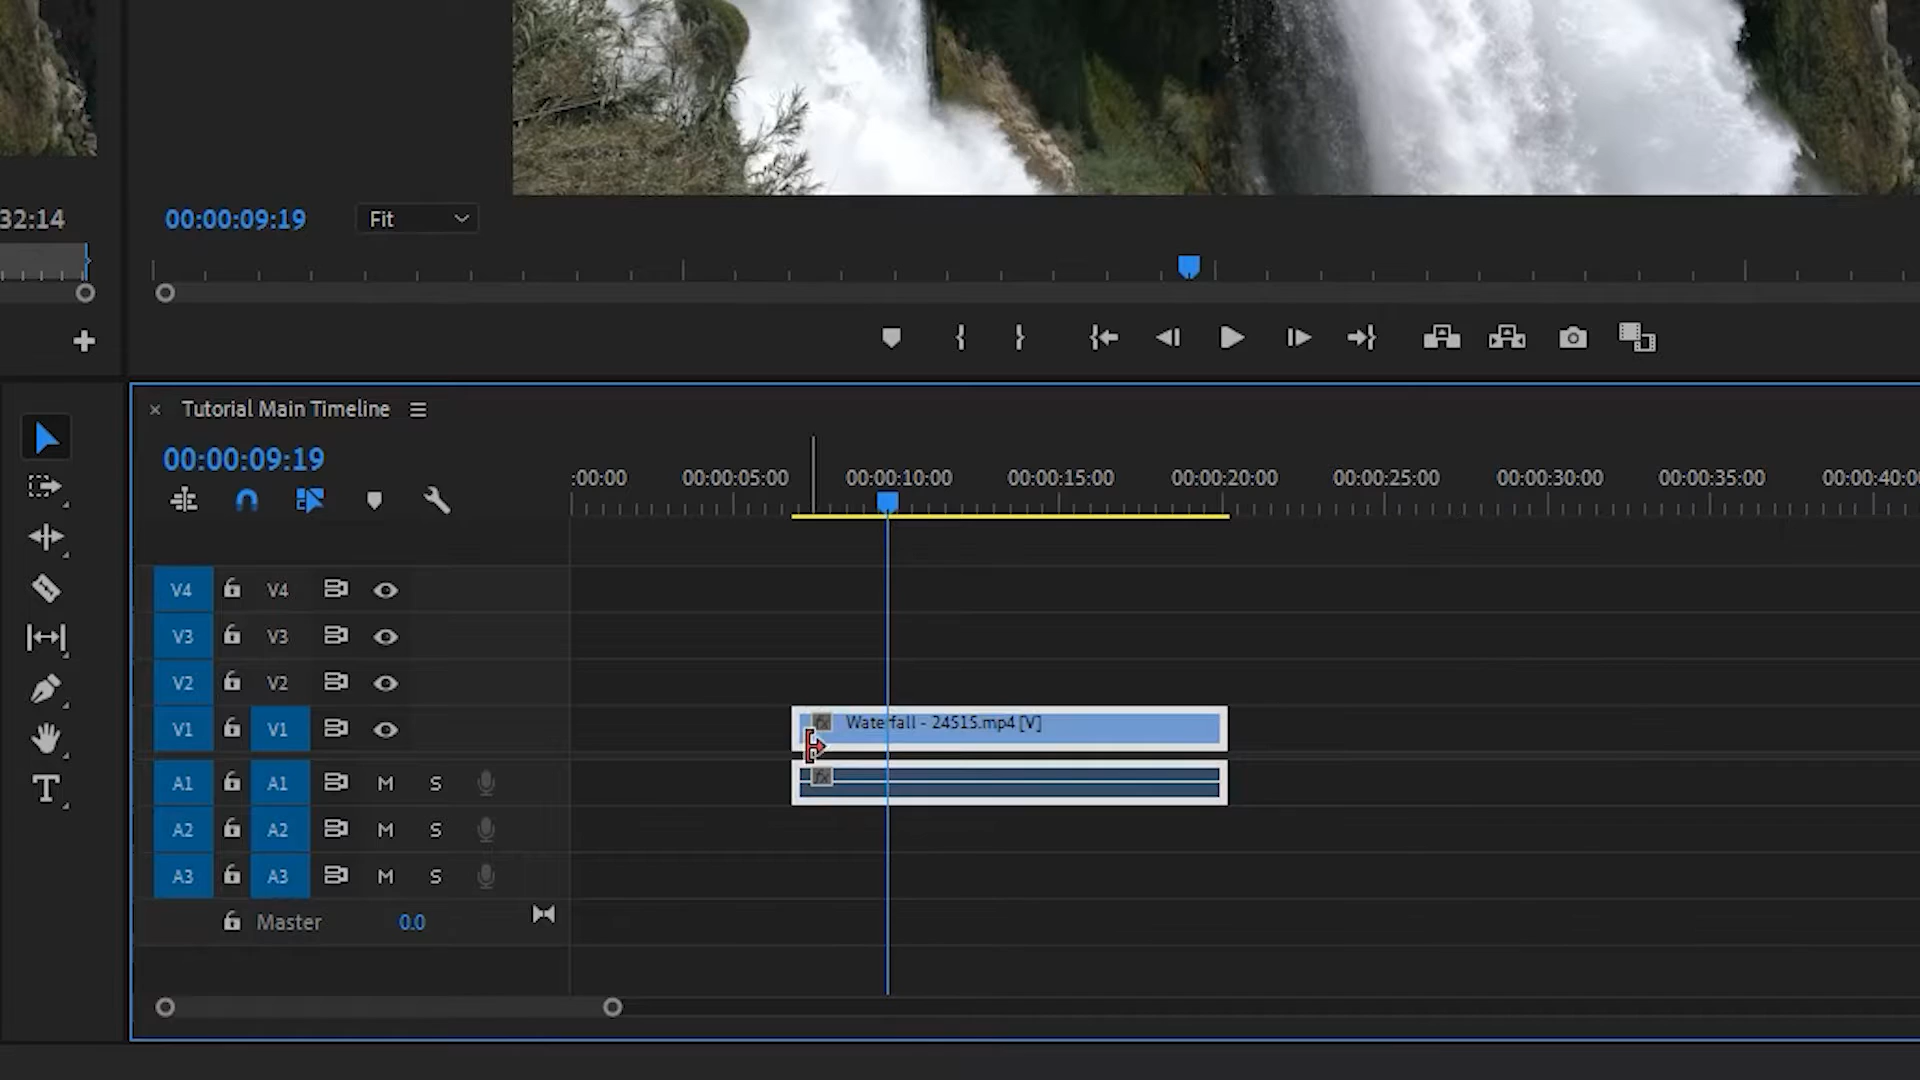 32:14
00:00:09:19
Fit
Tutorial Main Timeline
00:00:09:19
:00:00 00:00:05:00 00:00:10:00 00:00:15:00 00:00:20:00 00:00:25:00 00:00:30:00 00:00:35:00 00:00:40:00
V4 V4
V3 V3
V2 V2
V1 V1
fx Waterfall - 24515.mp4 [V]
A1 A1 M S
fx
A2 A2 M S
A3 A3 M S
Master 0.0
T